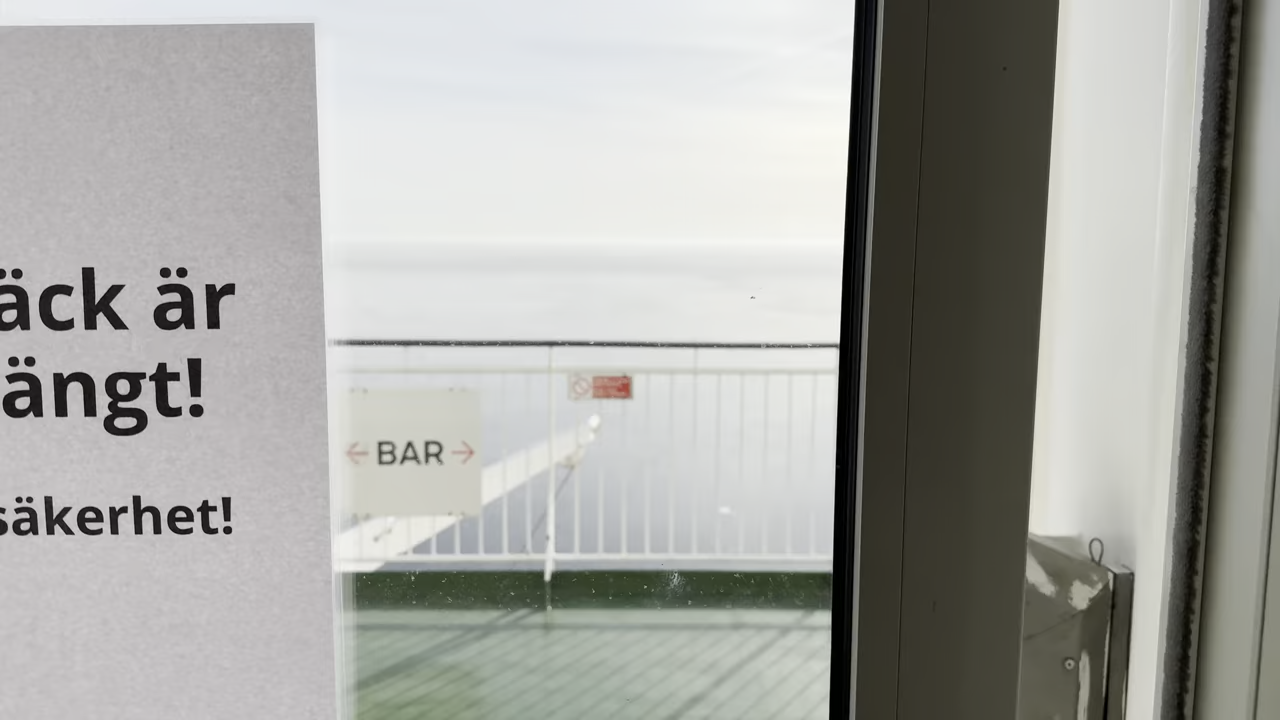 äck är
ängt!
säkerhet!
← BAR →